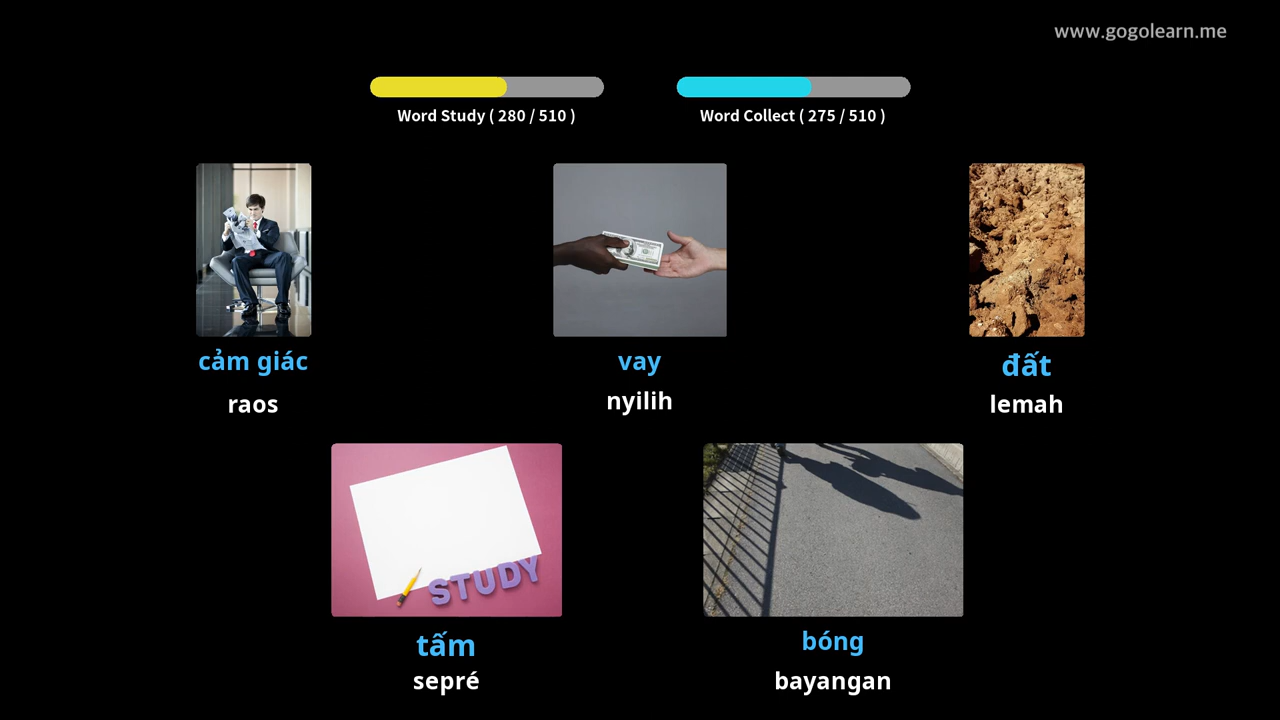 www.gogolearn.me
Word Study ( 280 / 510 )
Word Collect ( 275 / 510 )
cảm giác
raos
vay
nyilih
đất
lemah
STUDY
tấm
sepré
bóng
bayangan